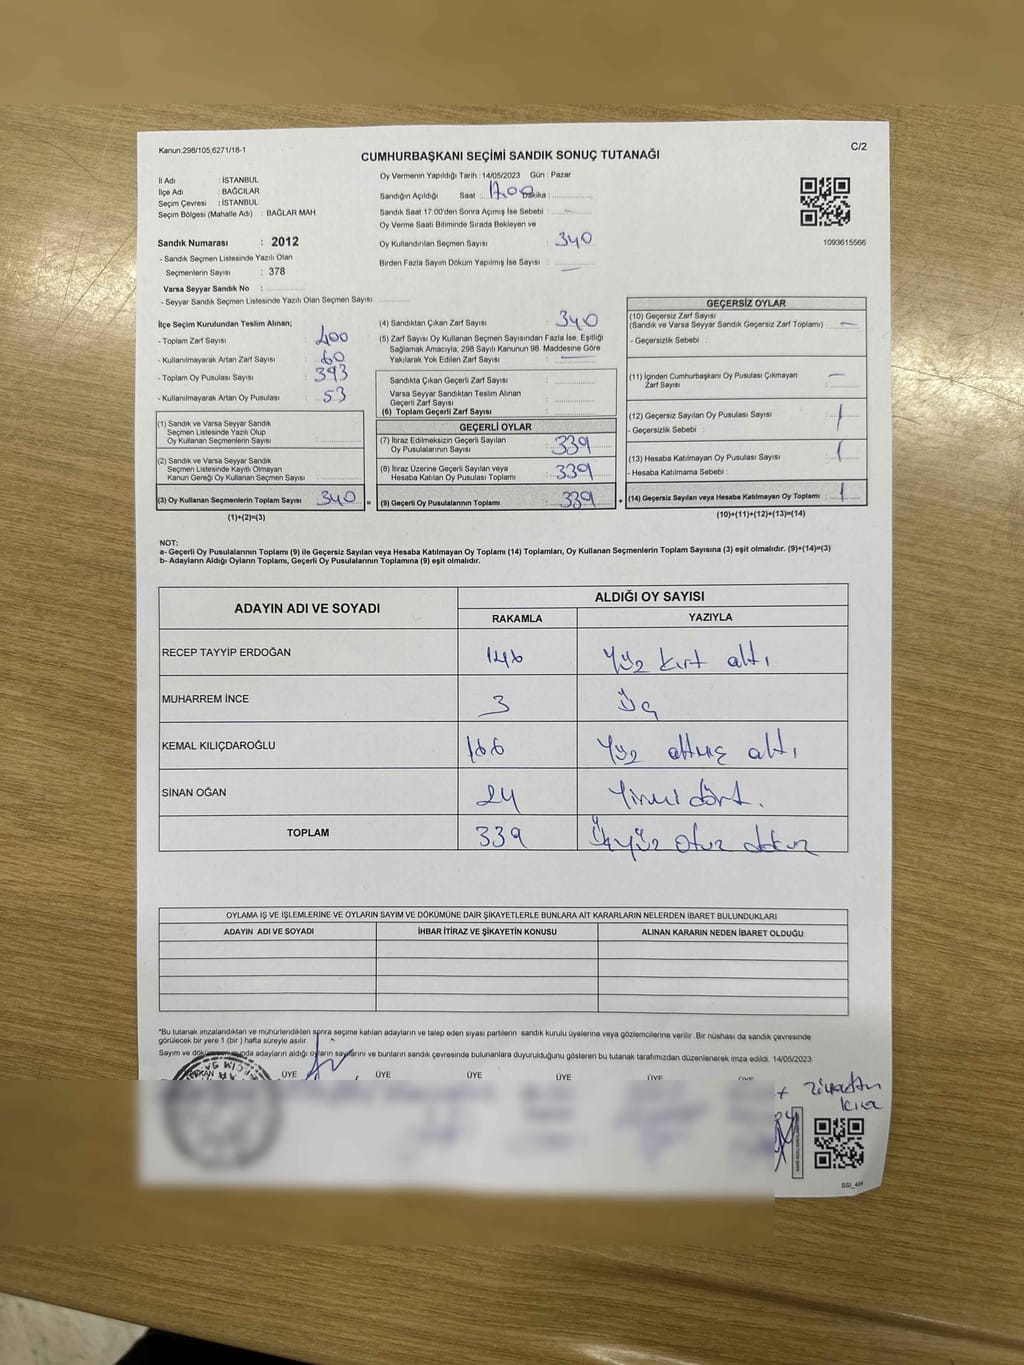 Kanun;298/105,6271/18-1
C/2
CUMHURBAŞKANI SEÇİMİ SANDIK SONUÇ TUTANAĞI
İl Adı : İSTANBUL
İlçe Adı : BAĞCILAR
Seçim Çevresi : İSTANBUL
Seçim Bölgesi (Mahalle Adı) : BAĞLAR MAH.
Sandık Numarası : 2012
- Sandık Seçmen Listesinde Yazılı Olan
Seçmenlerin Sayısı : 378
Varsa Seyyar Sandık No :
- Seyyar Sandık Seçmen Listesinde Yazılı Olan Seçmen Sayısı:
Oy Vermenin Yapıldığı Tarih : 14/05/2023 Gün : Pazar
Sandığın Açıldığı Saat : 17.00 Dakika :
Sandık Saat 17:00'den Sonra Açımış İse Sebebi : -
Oy Verme Saati Bitiminde Sırada Bekleyen ve
Oy Kullandırılan Seçmen Sayısı : 340
Birden Fazla Sayım Döküm Yapılmış İse Sayısı : -
1093615566
İlçe Seçim Kurulundan Teslim Alınan;
- Toplam Zarf Sayısı : 400
- Kullanılmayarak Artan Zarf Sayısı : 60
- Toplam Oy Pusulası Sayısı : 393
- Kullanılmayarak Artan Oy Pusulası : 53
(1) Sandık ve Varsa Seyyar Sandık
Seçmen Listesinde Yazılı Olup
Oy Kullanan Seçmenlerin Sayısı :
(2) Sandık ve Varsa Seyyar Sandık
Seçmen Listesinde Kayıtlı Olmayan
Kanun Gereği Oy Kullanan Seçmen Sayısı :
(3) Oy Kullanan Seçmenlerin Toplam Sayısı 340 =
(1)+(2)=(3)
(4) Sandıktan Çıkan Zarf Sayısı : 340
(5) Zarf Sayısı Oy Kullanan Seçmen Sayısından Fazla İse, Eşitliği
Sağlamak Amacıyla, 298 Sayılı Kanunun 98. Maddesine Göre
Yakılarak Yok Edilen Zarf Sayısı : -
Sandıkta Çıkan Geçerli Zarf Sayısı :
Varsa Seyyar Sandıktan Teslim Alınan
Geçerli Zarf Sayısı :
(6) Toplam Geçerli Zarf Sayısı :
GEÇERLİ OYLAR
(7) İtiraz Edilmeksizin Geçerli Sayılan
Oy Pusulalarının Sayısı : 339
(8) İtiraz Üzerine Geçerli Sayılan veya
Hesaba Katılan Oy Pusulası Toplamı : 339
(9) Geçerli Oy Pusulalarının Toplamı : 339 +
GEÇERSİZ OYLAR
(10) Geçersiz Zarf Sayısı
(Sandık ve Varsa Seyyar Sandık Geçersiz Zarf Toplamı) : -
- Geçersizlik Sebebi :
(11) İçinden Cumhurbaşkanı Oy Pusulası Çıkmayan
Zarf Sayısı : -
(12) Geçersiz Sayılan Oy Pusulası Sayısı : 1
- Geçersizlik Sebebi :
(13) Hesaba Katılmayan Oy Pusulası Sayısı : 1
- Hesaba Katılmama Sebebi :
(14) Geçersiz Sayılan veya Hesaba Katılmayan Oy Toplamı : 1
(10)+(11)+(12)+(13)=(14)
NOT:
a- Geçerli Oy Pusulalarının Toplamı (9) ile Geçersiz Sayılan veya Hesaba Katılmayan Oy Toplamı (14) Toplamları, Oy Kullanan Seçmenlerin Toplam Sayısına (3) eşit olmalıdır. (9)+(14)=(3)
b- Adayların Aldığı Oyların Toplamı, Geçerli Oy Pusulalarının Toplamına (9) eşit olmalıdır.
ADAYIN ADI VE SOYADI ALDIĞI OY SAYISI
RAKAMLA YAZIYLA
RECEP TAYYİP ERDOĞAN 146 Yüz kırk altı
MUHARREM İNCE 3 Üç
KEMAL KILIÇDAROĞLU 166 Yüz altmış altı
SİNAN OĞAN 24 Yirmi dört.
TOPLAM 339 Üçyüz otuz dokuz
OYLAMA İŞ VE İŞLEMLERİNE VE OYLARIN SAYIM VE DÖKÜMÜNE DAİR ŞİKAYETLERLE BUNLARA AİT KARARLARIN NELERDEN İBARET BULUNDUKLARI
ADAYIN ADI VE SOYADI İHBAR İTİRAZ VE ŞİKAYETİN KONUSU ALINAN KARARIN NEDEN İBARET OLDUĞU
*Bu tutanak imzalandıktan ve mühürlendikten sonra seçime katılan adayların ve talep eden siyasi partilerin sandık kurulu üyelerine veya gözlemcilerine verilir. Bir nüshası da sandık çevresinde
görülecek bir yere 1 (bir) hafta süreyle asılır.
Sayım ve döküm sonunda adayların aldığı oyların sayılarını ve bunların sandık çevresinde bulunanlara duyurulduğunu gösteren bu tutanak tarafımızdan düzenlenerek imza edildi. 14/05/2023
BAŞKAN ÜYE ÜYE ÜYE ÜYE ÜYE
SSİ_404